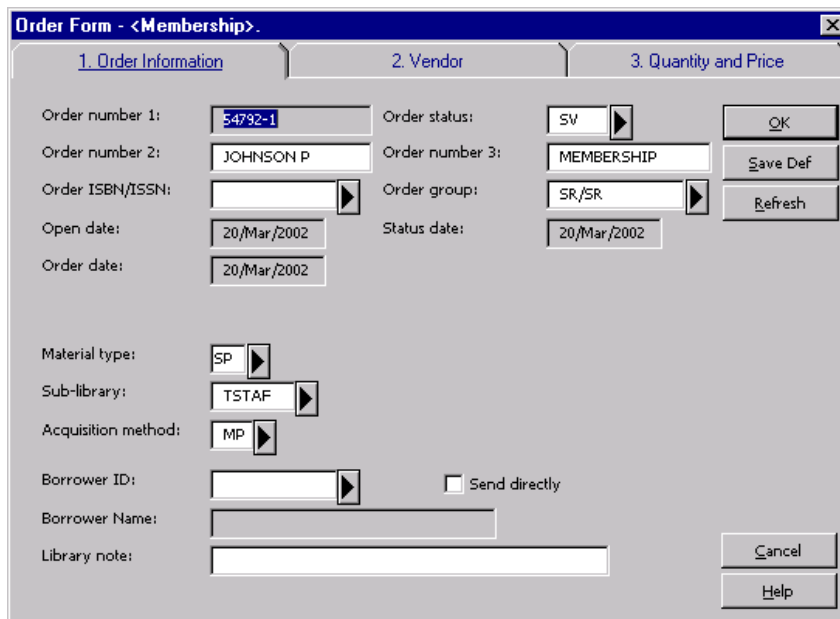 Order Form - <Membership>.
1. Order Information 2. Vendor 3. Quantity and Price
Order number 1: 54792-1 Order status: SV OK
Order number 2: JOHNSON P Order number 3: MEMBERSHIP Save Def
Order ISBN/ISSN: Order group: SR/SR Refresh
Open date: 20/Mar/2002 Status date: 20/Mar/2002
Order date: 20/Mar/2002
Material type: SP
Sub-library: TSTAF
Acquisition method: MP
Borrower ID: Send directly
Borrower Name:
Library note:
Cancel
Help